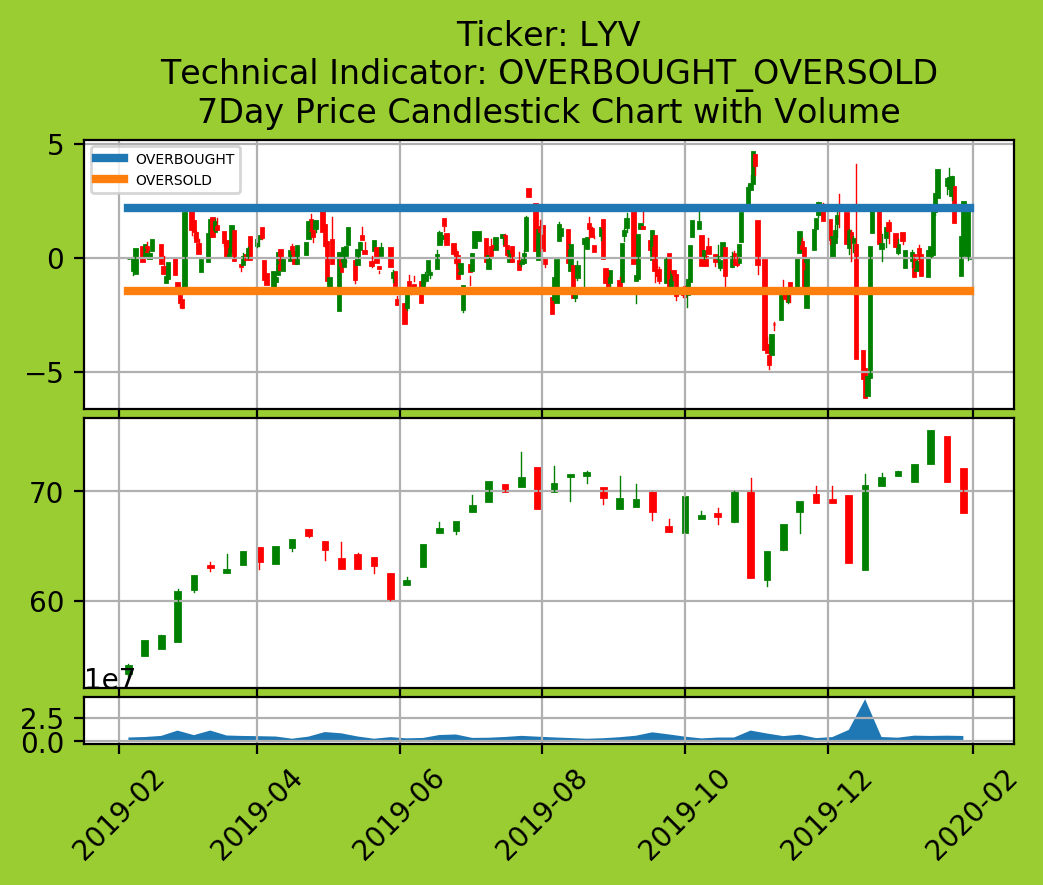 Ticker: LYV
Technical Indicator: OVERBOUGHT_OVERSOLD
7Day Price Candlestick Chart with Volume
5
OVERBOUGHT
OVERSOLD
0
−5
70
60
1e7
2.5
0.0
2019-02
2019-04
2019-06
2019-08
2019-10
2019-12
2020-02